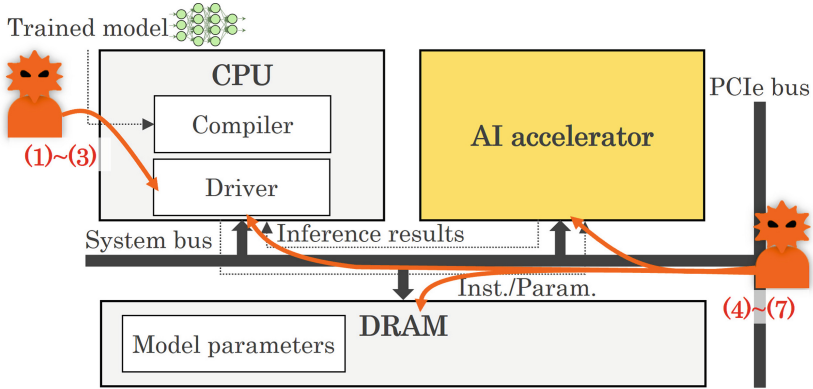 Trained model
CPU
PCIe bus
Compiler
AI accelerator
(1)~(3)
Driver
System bus
Inference results
Inst./Param.
(4)~(7)
DRAM
Model parameters